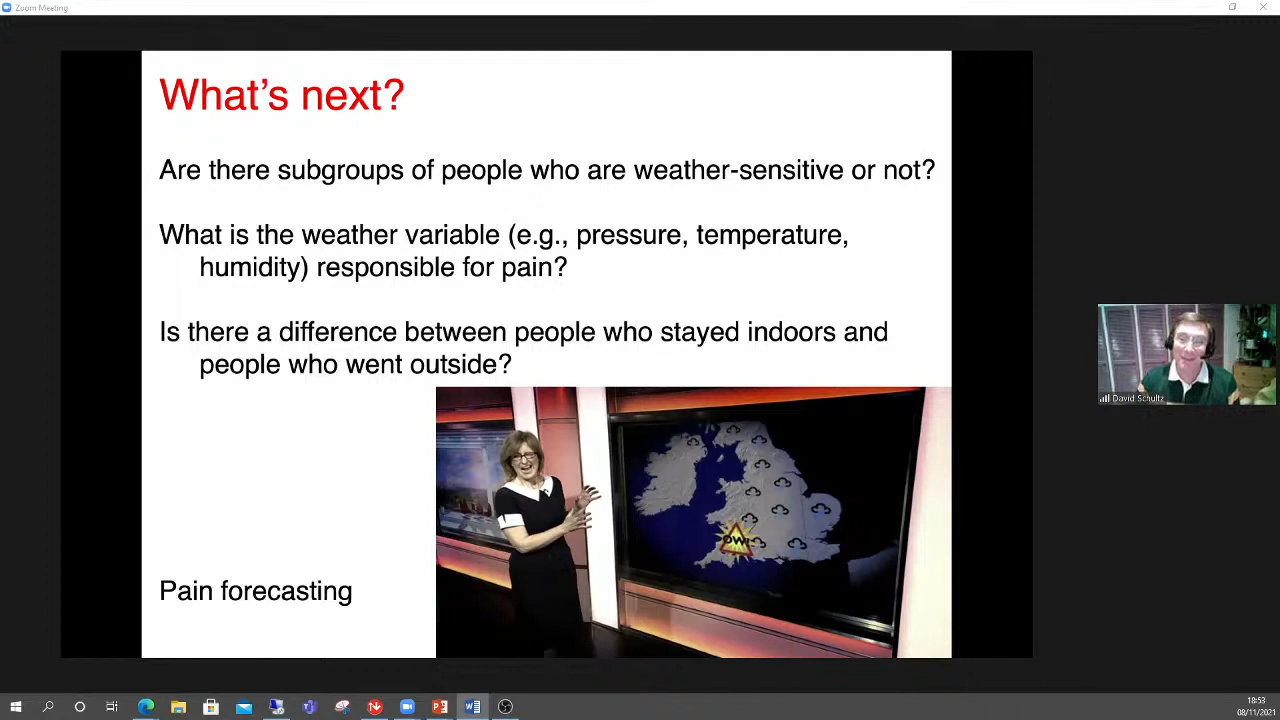 Zoom Meeting
What's next?
Are there subgroups of people who are weather-sensitive or not?
What is the weather variable (e.g., pressure, temperature,
humidity) responsible for pain?
Is there a difference between people who stayed indoors and
people who went outside?
OW!
Pain forecasting
David Schultz
18:53
08/11/2021